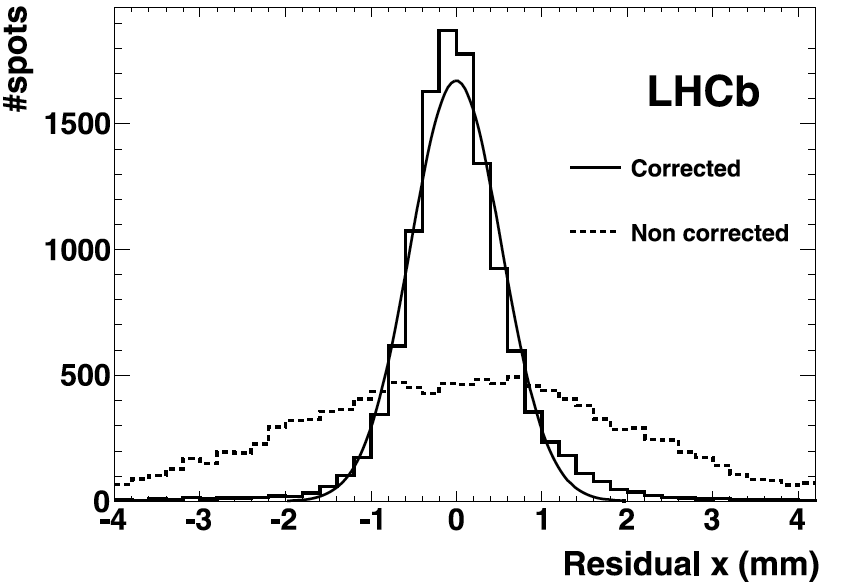 #spots
1500
1000
500
0
-4 -3 -2 -1 0 1 2 3 4
Residual x (mm)
LHCb
Corrected
Non corrected